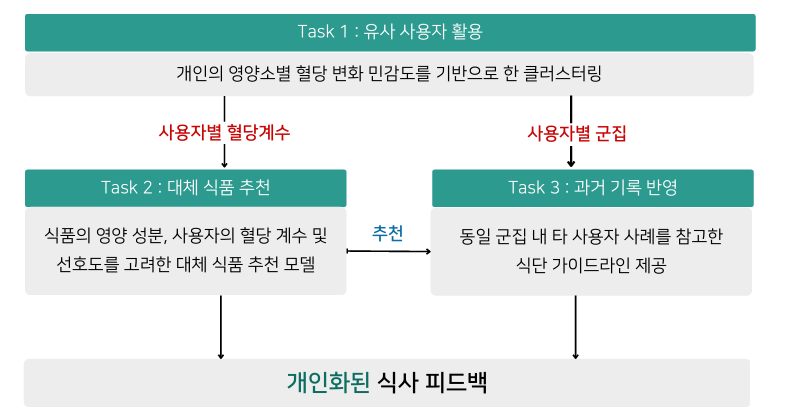 Task 1 : 유사 사용자 활용
개인의 영양소별 혈당 변화 민감도를 기반으로 한 클러스터링
사용자별 혈당계수
사용자별 군집
Task 2 : 대체 식품 추천
Task 3 : 과거 기록 반영
식품의 영양 성분, 사용자의 혈당 계수 및
선호도를 고려한 대체 식품 추천 모델
추천
동일 군집 내 타 사용자 사례를 참고한
식단 가이드라인 제공
개인화된 식사 피드백